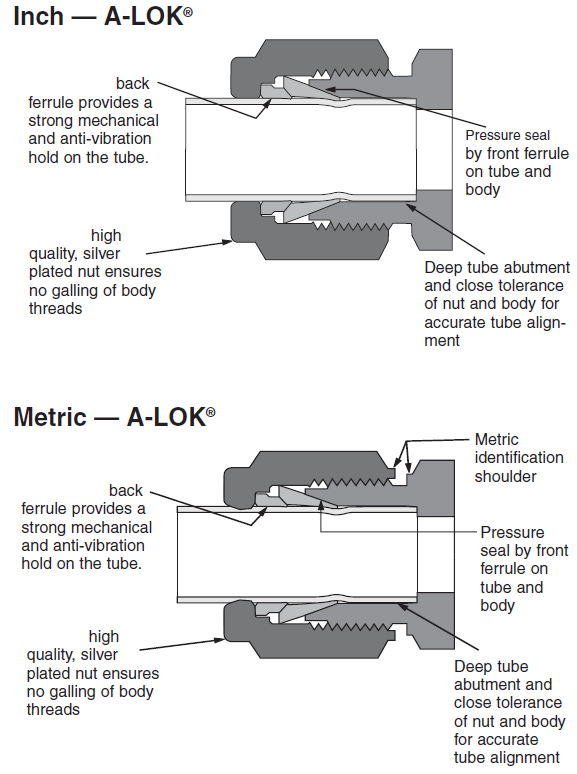 Inch — A-LOK®
back
ferrule provides a
strong mechanical
and anti-vibration
hold on the tube.
Pressure seal
by front ferrule
on tube and
body
high
quality, silver
plated nut ensures
no galling of body
threads
Deep tube abutment
and close tolerance
of nut and body for
accurate tube align-
ment
Metric — A-LOK®
Metric
identification
shoulder
back
ferrule provides a
strong mechanical
and anti-vibration
hold on the tube.
Pressure
seal by front
ferrule on
tube and
body
high
quality, silver
plated nut ensures
no galling of body
threads
Deep tube
abutment and
close tolerance
of nut and body
for accurate
tube alignment